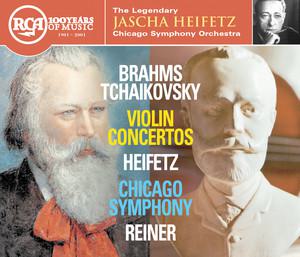 RCA
100 YEARS
OF MUSIC
1901 - 2001
The Legendary
JASCHA HEIFETZ
Chicago Symphony Orchestra
BRAHMS
TCHAIKOVSKY
VIOLIN
CONCERTOS
HEIFETZ
CHICAGO
SYMPHONY
REINER